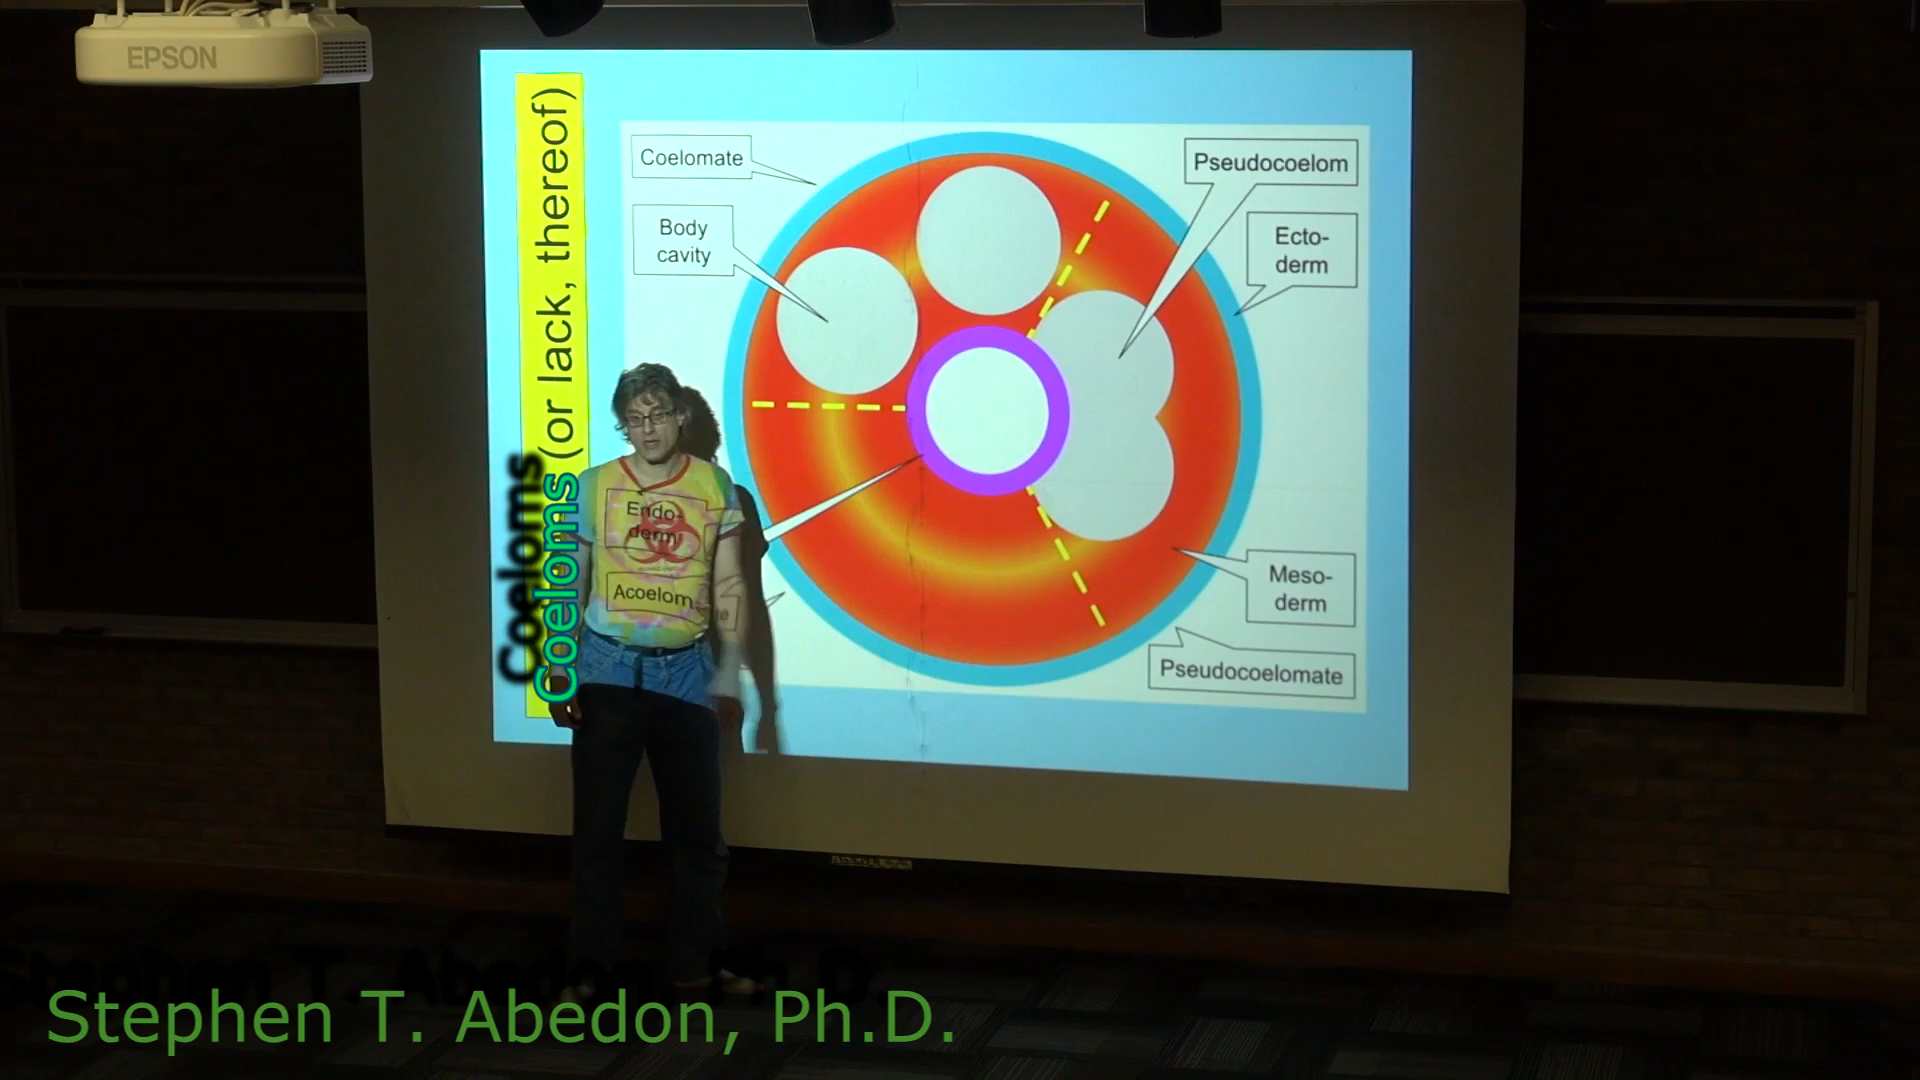 EPSON
Coeloms (or lack, thereof)
Coelomate
Body
cavity
Pseudocoelom
Ecto-
derm
Endo-
derm
Acoelom
Meso-
derm
Pseudocoelomate
Stephen T. Abedon, Ph.D.